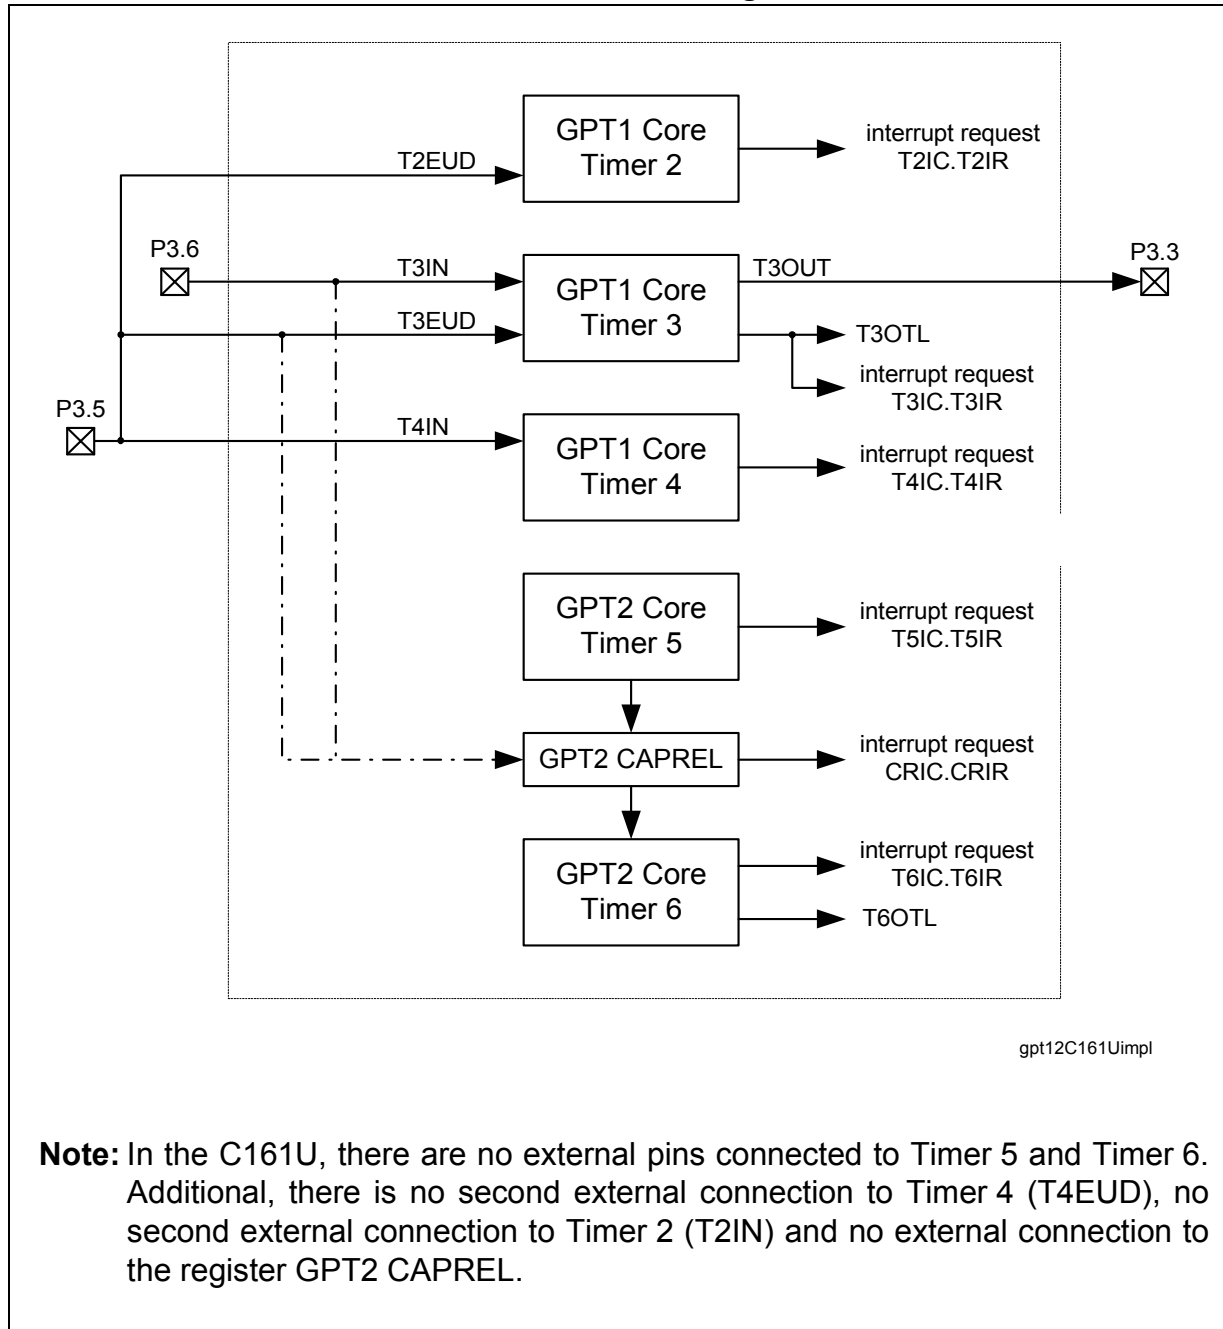 GPT1 Core
Timer 2
interrupt request
T2IC.T2IR
T2EUD
P3.6
T3IN
GPT1 Core
Timer 3
T3OUT
P3.3
T3EUD
T3OTL
interrupt request
T3IC.T3IR
P3.5
T4IN
GPT1 Core
Timer 4
interrupt request
T4IC.T4IR
GPT2 Core
Timer 5
interrupt request
T5IC.T5IR
GPT2 CAPREL
interrupt request
CRIC.CRIR
GPT2 Core
Timer 6
interrupt request
T6IC.T6IR
T6OTL
gpt12C161Uimpl
Note: In the C161U, there are no external pins connected to Timer 5 and Timer 6.
Additional, there is no second external connection to Timer 4 (T4EUD), no
second external connection to Timer 2 (T2IN) and no external connection to
the register GPT2 CAPREL.